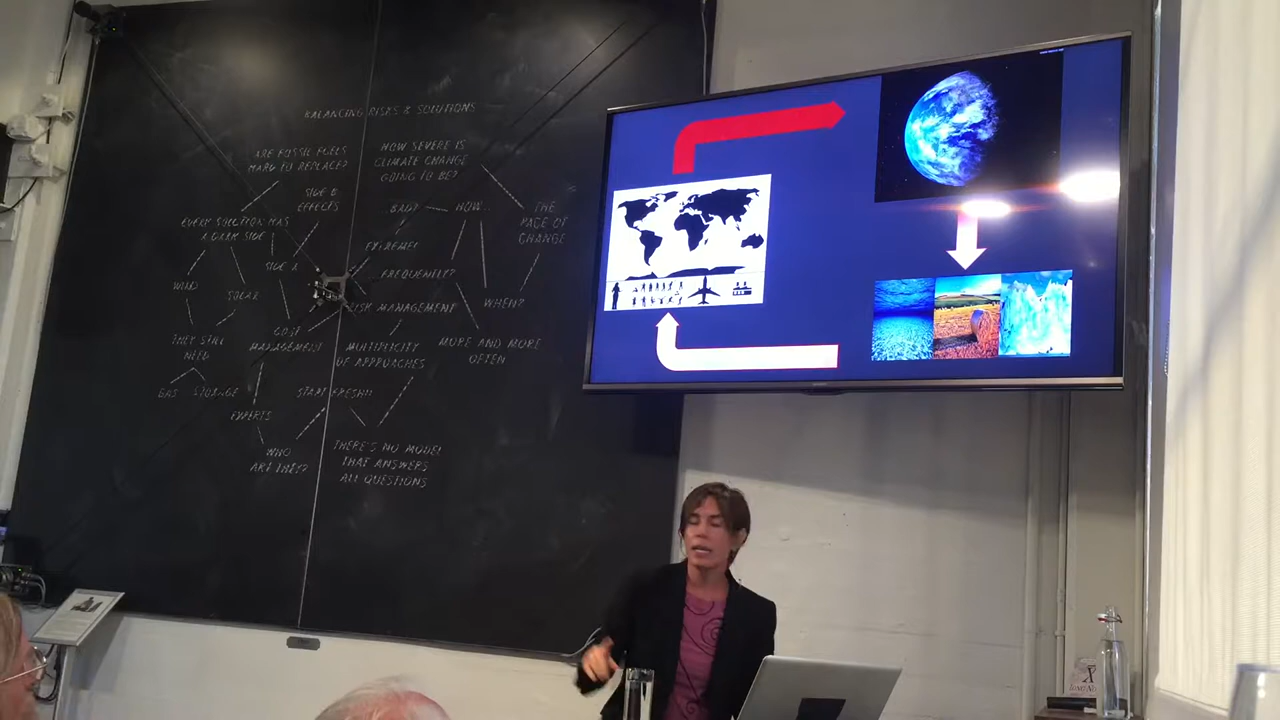 BALANCING RISKS & SOLUTIONS
ARE FOSSIL FUELS
HARD TO REPLACE?
HOW SEVERE IS
CLIMATE CHANGE
GOING TO BE?
SIDE B
EFFECTS
EVERY SOLUTION HAS
A DARK SIDE
SIDE A
BAD?
HOW...
THE
PACE OF
CHANGE
EXTREME?
FREQUENTLY?
WIND
SOLAR
RISK MANAGEMENT
WHEN?
COST
MANAGEMENT
THEY STILL
NEED
MULTIPLICITY
OF APPROACHES
MORE AND MORE
OFTEN
GAS STORAGE
START FRESH!!
EXPERTS
WHO
ARE THEY?
THERE'S NO MODEL
THAT ANSWERS
ALL QUESTIONS